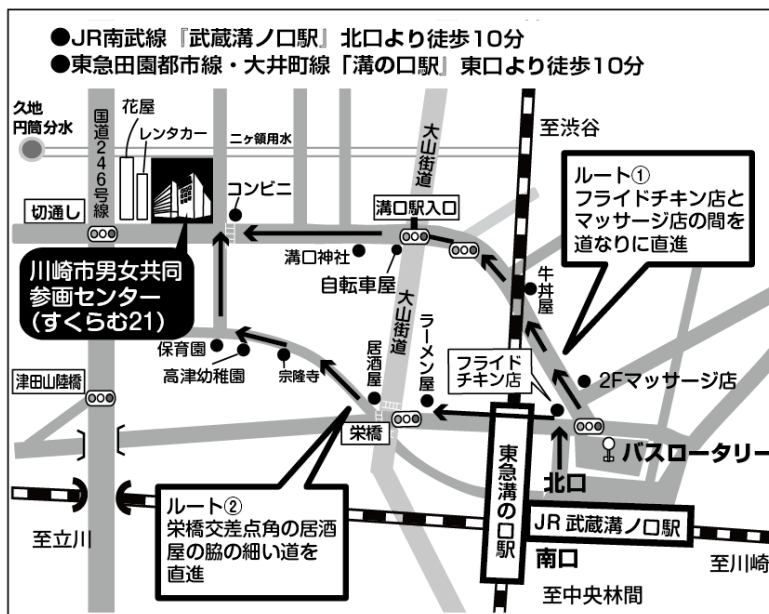 ●JR南武線『武蔵溝ノ口駅』北口より徒歩10分
●東急田園都市線・大井町線「溝の口駅』東口より徒歩10分
久地
円筒分水
国道246号線
花屋
レンタカー
ニヶ領用水
大山街道
至渋谷
ルート①
フライドチキン店と
マッサージ店の間を
道なりに直進
切通し
コンビニ
溝口駅入口
溝口神社
自転車屋
牛丼屋
川崎市男女共同
参画センター
(すくらむ21)
大山街道
ラーメン屋
居酒屋
保育園
高津幼稚園
宗隆寺
フライド
チキン店
2Fマッサージ店
津田山陸橋
栄橋
バスロータリー
北口
東急溝の口駅
ルート②
栄橋交差点角の居酒
屋の脇の細い道を
直進
JR武蔵溝ノ口駅
至立川
南口
至川崎
至中央林間